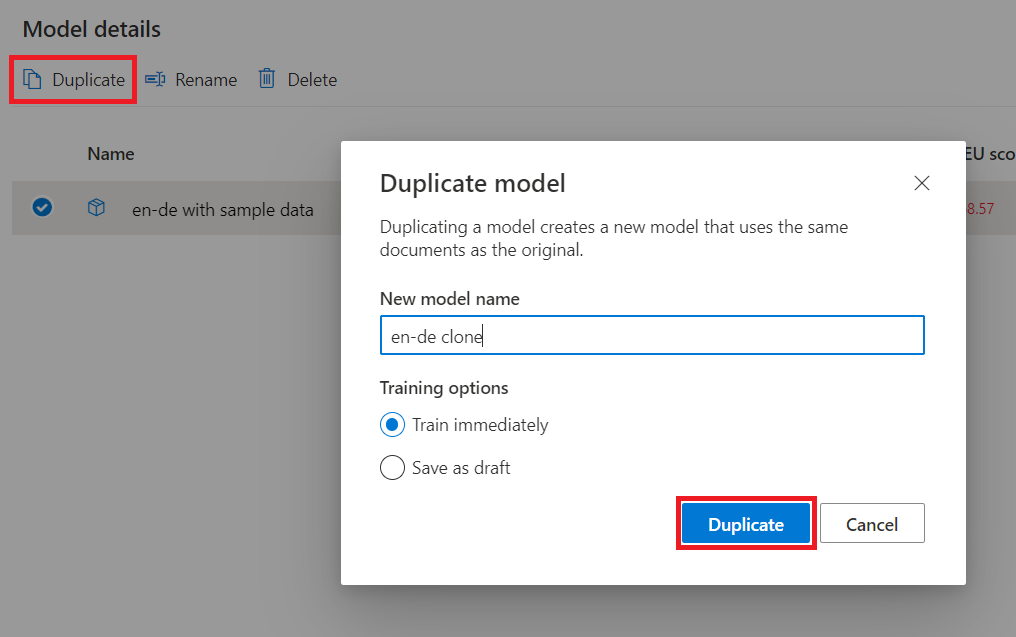 Model details
Duplicate Rename Delete
Name EU sco
en-de with sample data 8.57
Duplicate model
Duplicating a model creates a new model that uses the same
documents as the original.
New model name
en-de clone
Training options
Train immediately
Save as draft
Duplicate Cancel